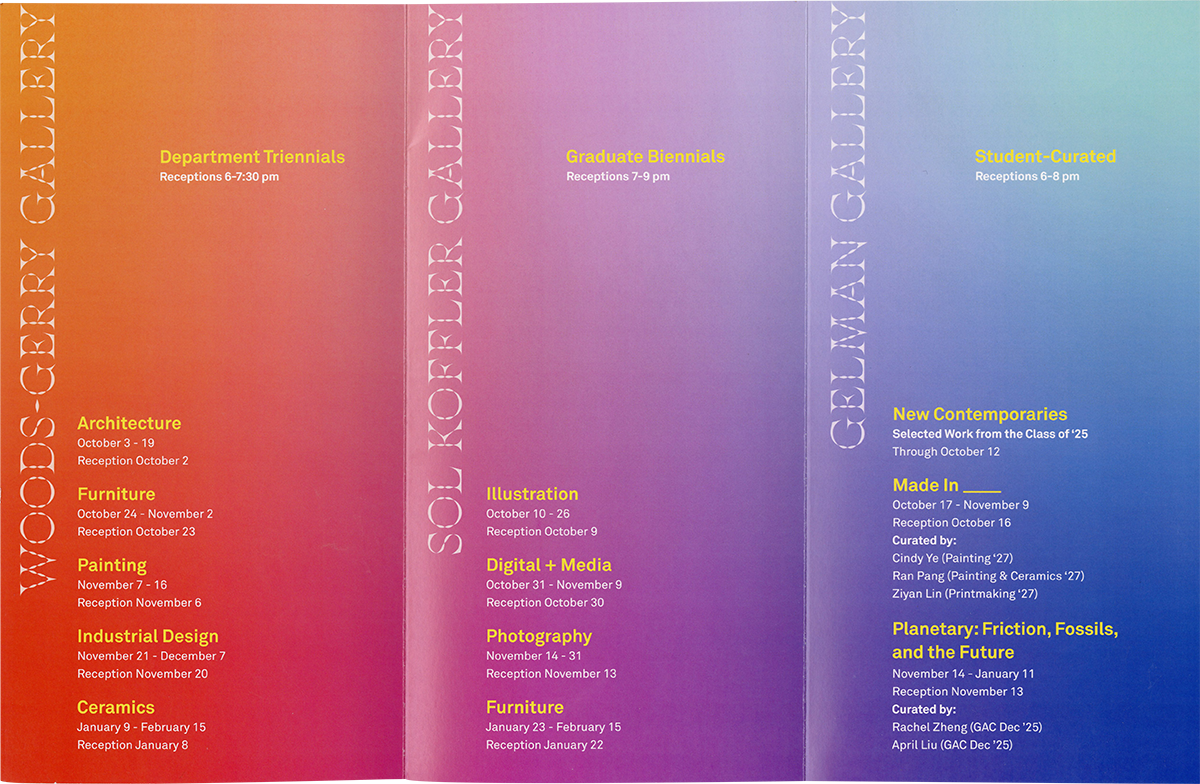 WOODS-GERRY GALLERY
Department Triennials
Receptions 6-7:30 pm
Architecture
October 3 - 19
Reception October 2
Furniture
October 24 - November 2
Reception October 23
Painting
November 7 - 16
Reception November 6
Industrial Design
November 21 - December 7
Reception November 20
Ceramics
January 9 - February 15
Reception January 8
SOL KOFFLER GALLERY
Graduate Biennials
Receptions 7-9 pm
Illustration
October 10 - 26
Reception October 9
Digital + Media
October 31 - November 9
Reception October 30
Photography
November 14 - 31
Reception November 13
Furniture
January 23 - February 15
Reception January 22
GELMAN GALLERY
Student-Curated
Receptions 6-8 pm
New Contemporaries
Selected Work from the Class of ‘25
Through October 12
Made In ____
October 17 - November 9
Reception October 16
Curated by:
Cindy Ye (Painting ‘27)
Ran Pang (Painting & Ceramics ‘27)
Ziyan Lin (Printmaking ‘27)
Planetary: Friction, Fossils,
and the Future
November 14 - January 11
Reception November 13
Curated by:
Rachel Zheng (GAC Dec ’25)
April Liu (GAC Dec ’25)